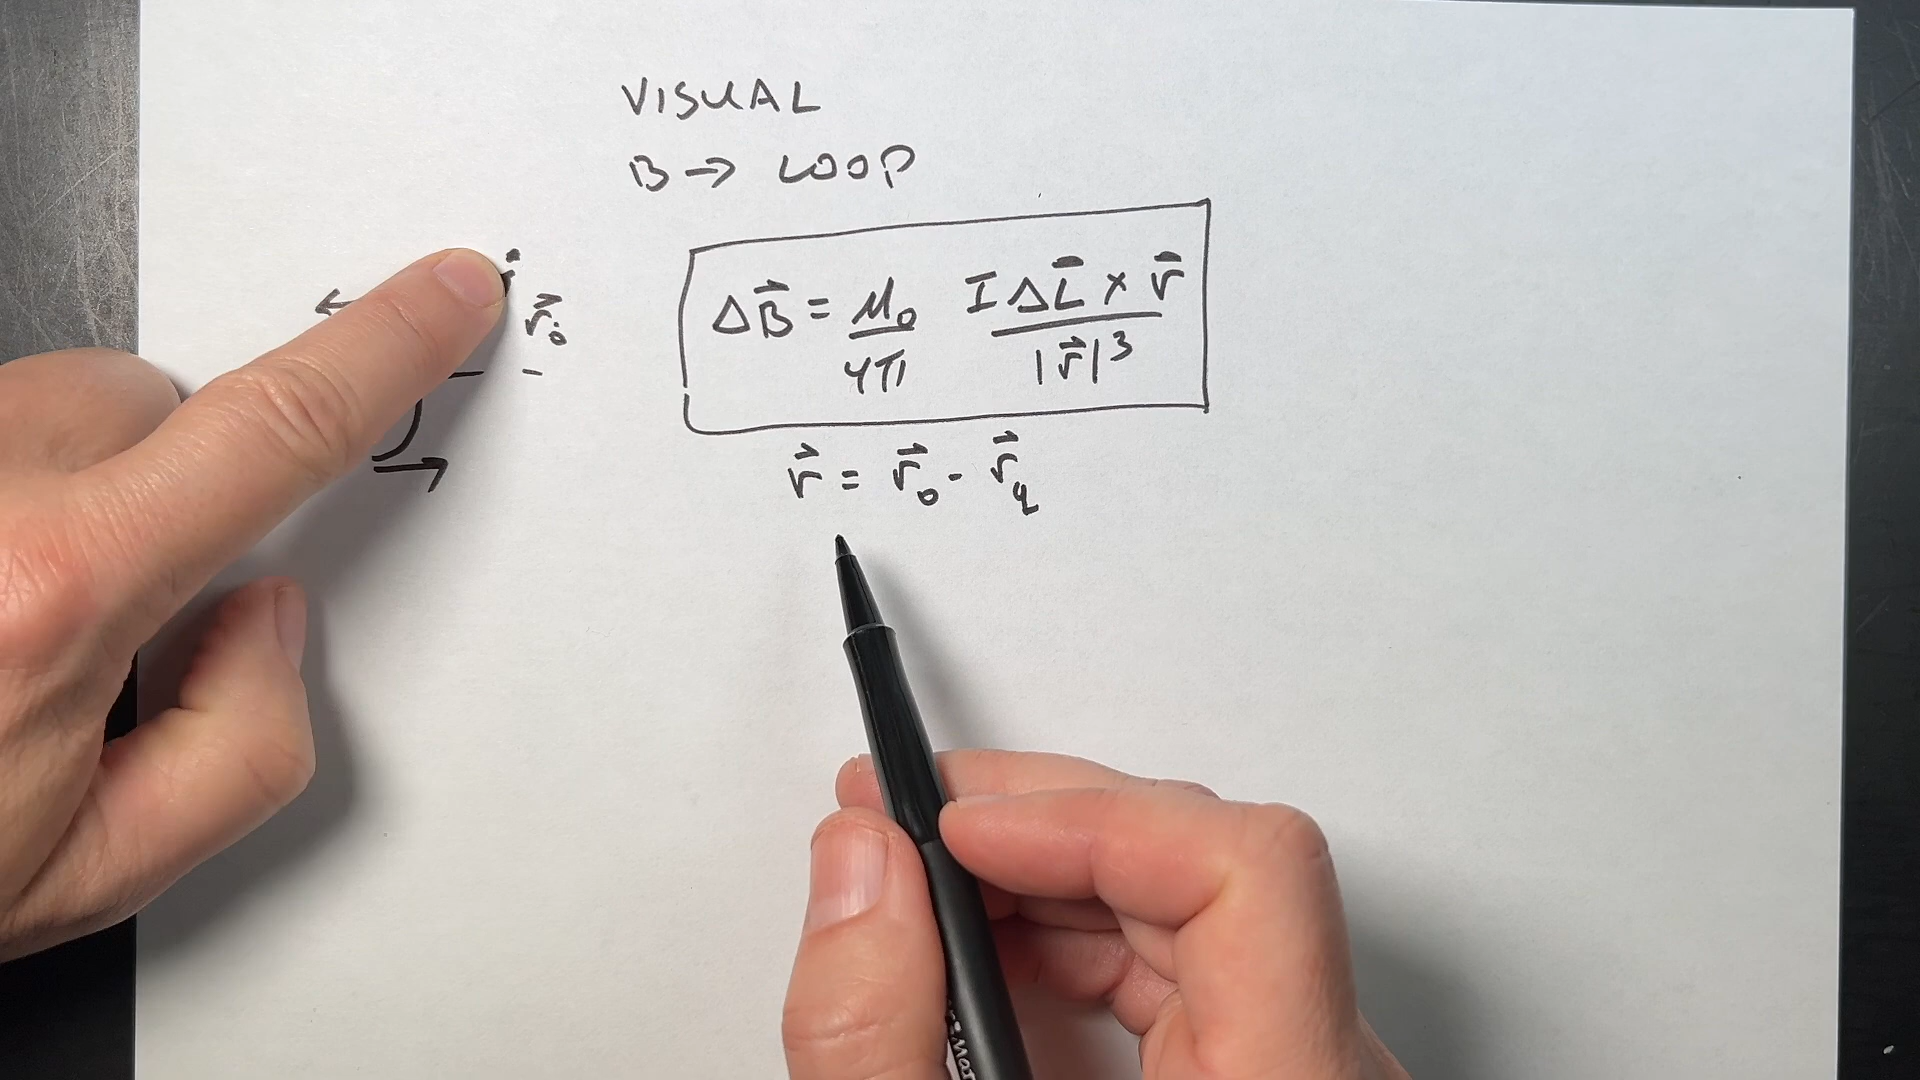 VISUAL
B → LOOP
ΔB⃗ = μ₀/4π IΔL⃗ × r⃗/|r⃗|³
r⃗₀
r⃗ = r⃗₀ - r⃗q